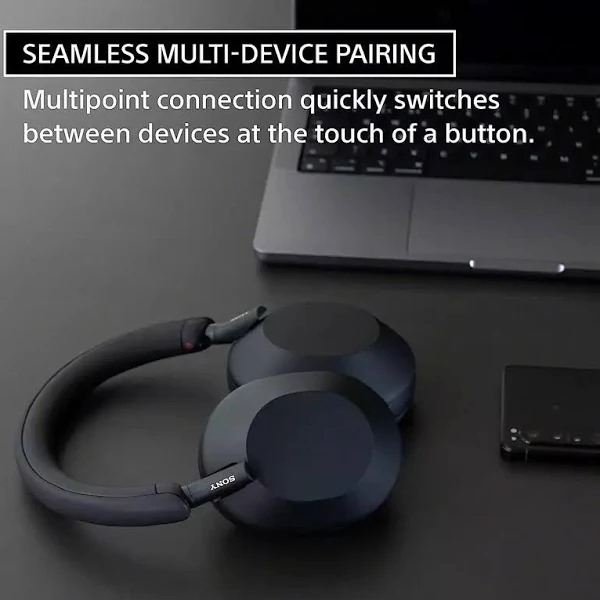 SEAMLESS MULTI-DEVICE PAIRING
Multipoint connection quickly switches
between devices at the touch of a button.
SONY